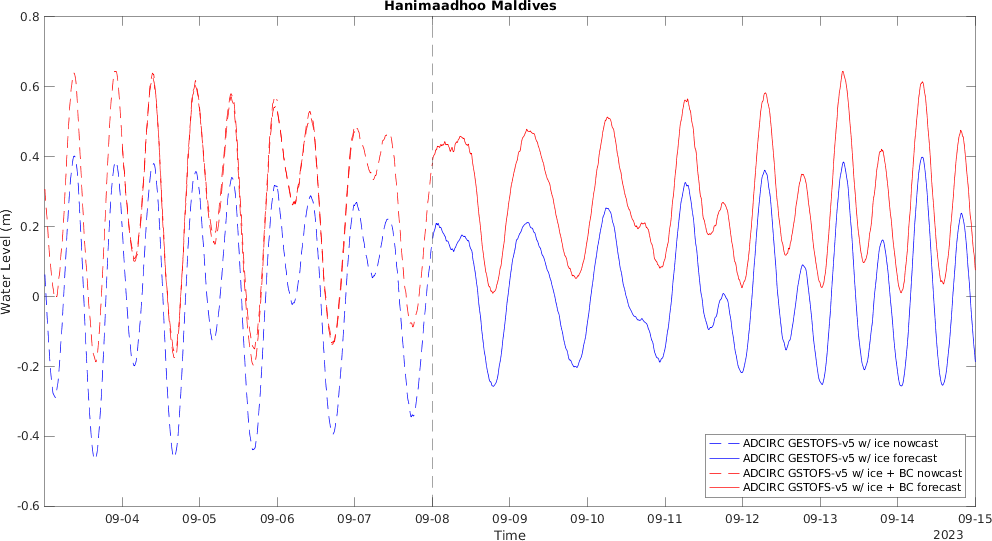 Hanimaadhoo Maldives
0.8
0.6
0.4
0.2
0
-0.2
-0.4
-0.6
Water Level (m)
ADCIRC GESTOFS-v5 w/ ice nowcast
ADCIRC GESTOFS-v5 w/ ice forecast
ADCIRC GSTOFS-v5 w/ ice + BC nowcast
ADCIRC GSTOFS-v5 w/ ice + BC forecast
09-04 09-05 09-06 09-07 09-08 09-09 09-10 09-11 09-12 09-13 09-14 09-15
Time
2023